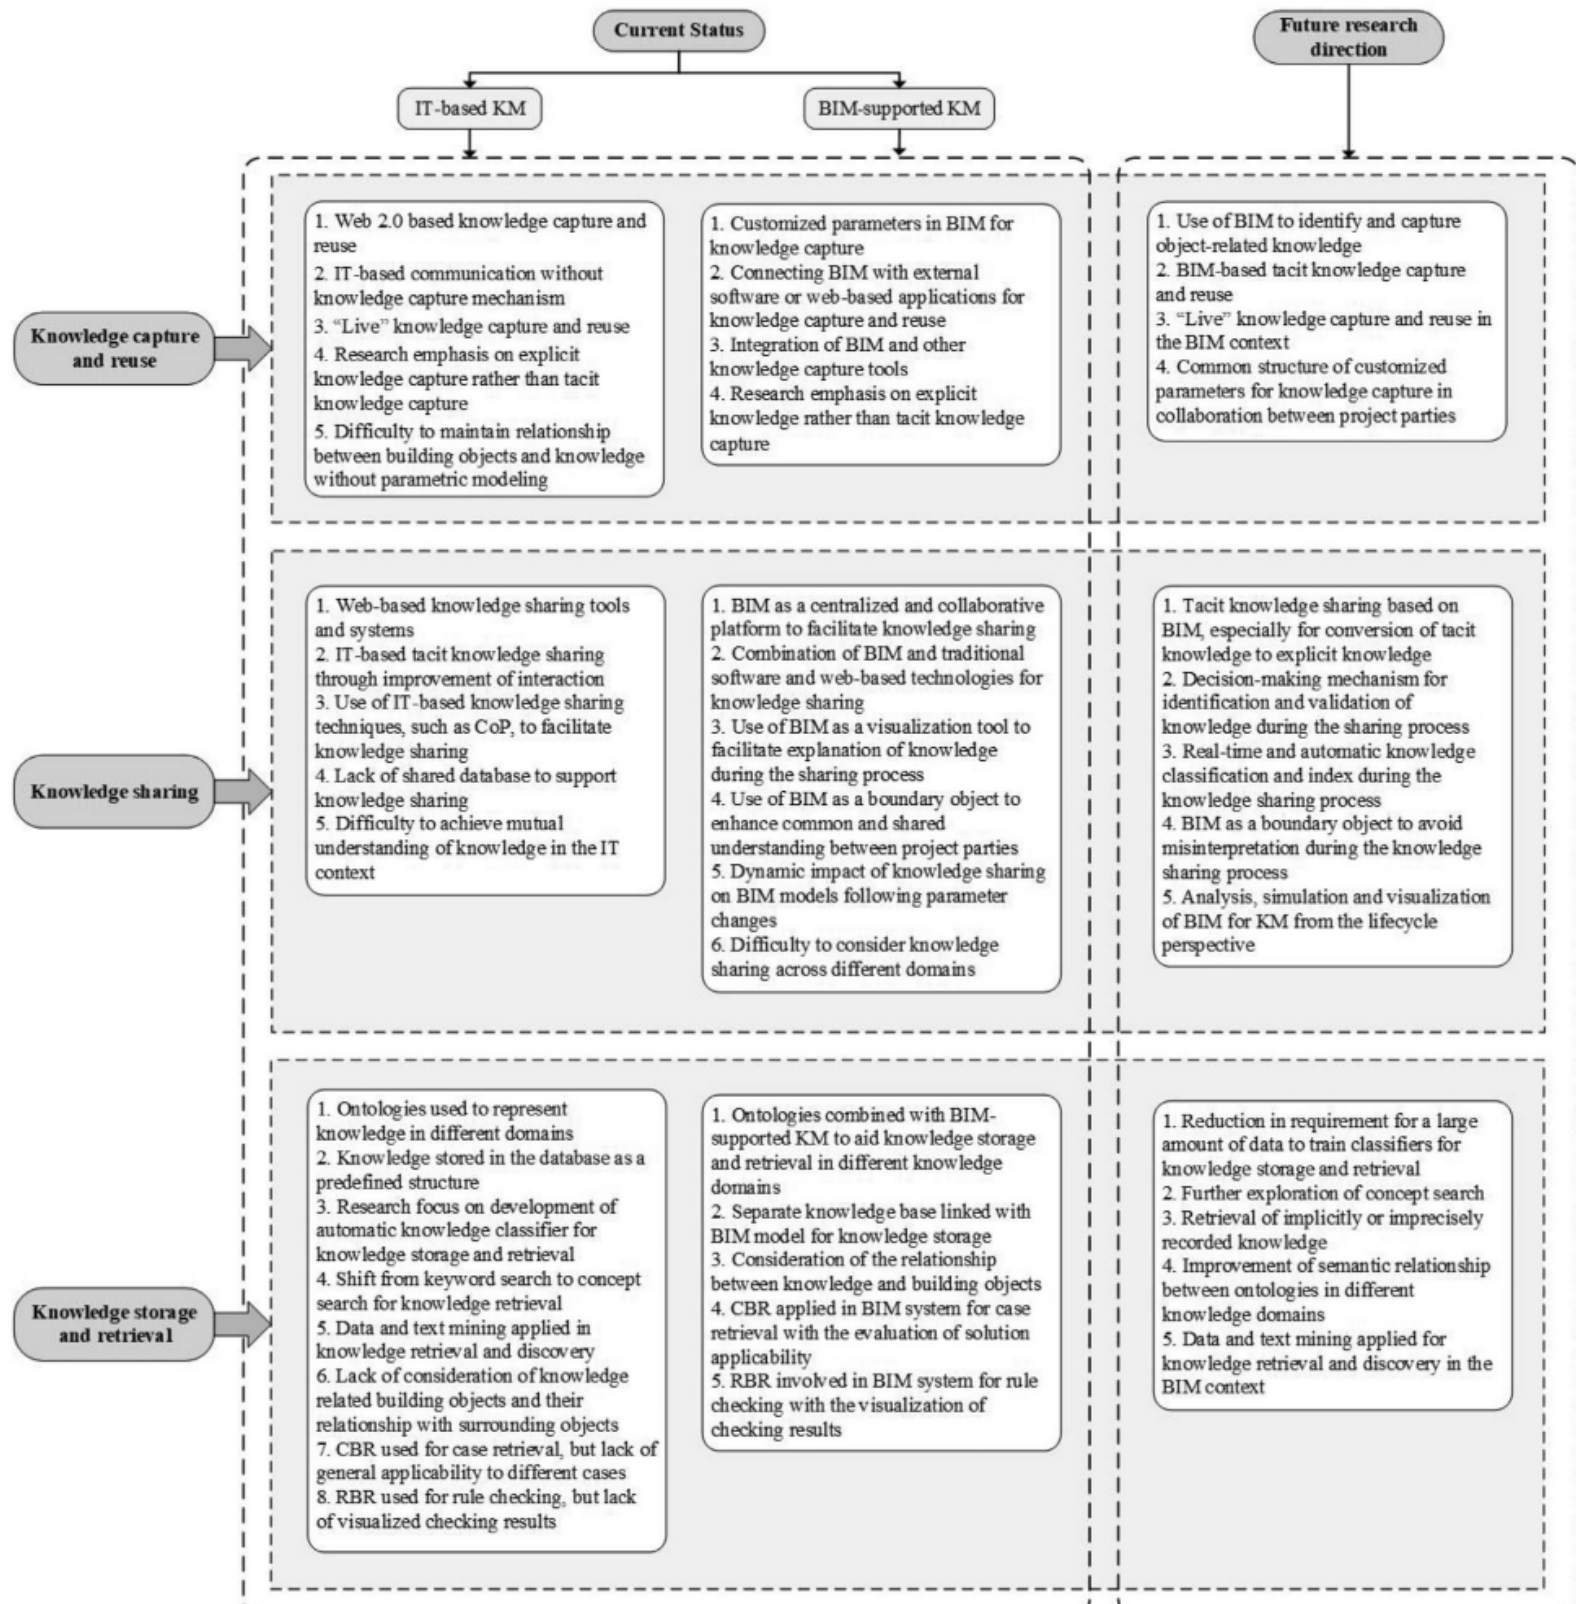 Current Status
Future research
direction
IT-based KM
BIM-supported KM
Knowledge capture
and reuse
1. Web 2.0 based knowledge capture and
reuse
2. IT-based communication without
knowledge capture mechanism
3. “Live” knowledge capture and reuse
4. Research emphasis on explicit
knowledge capture rather than tacit
knowledge capture
5. Difficulty to maintain relationship
between building objects and knowledge
without parametric modeling
1. Customized parameters in BIM for
knowledge capture
2. Connecting BIM with external
software or web-based applications for
knowledge capture and reuse
3. Integration of BIM and other
knowledge capture tools
4. Research emphasis on explicit
knowledge rather than tacit knowledge
capture
1. Use of BIM to identify and capture
object-related knowledge
2. BIM-based tacit knowledge capture
and reuse
3. “Live” knowledge capture and reuse in
the BIM context
4. Common structure of customized
parameters for knowledge capture in
collaboration between project parties
Knowledge sharing
1. Web-based knowledge sharing tools
and systems
2. IT-based tacit knowledge sharing
through improvement of interaction
3. Use of IT-based knowledge sharing
techniques, such as CoP, to facilitate
knowledge sharing
4. Lack of shared database to support
knowledge sharing
5. Difficulty to achieve mutual
understanding of knowledge in the IT
context
1. BIM as a centralized and collaborative
platform to facilitate knowledge sharing
2. Combination of BIM and traditional
software and web-based technologies for
knowledge sharing
3. Use of BIM as a visualization tool to
facilitate explanation of knowledge
during the sharing process
4. Use of BIM as a boundary object to
enhance common and shared
understanding between project parties
5. Dynamic impact of knowledge sharing
on BIM models following parameter
changes
6. Difficulty to consider knowledge
sharing across different domains
1. Tacit knowledge sharing based on
BIM, especially for conversion of tacit
knowledge to explicit knowledge
2. Decision-making mechanism for
identification and validation of
knowledge during the sharing process
3. Real-time and automatic knowledge
classification and index during the
knowledge sharing process
4. BIM as a boundary object to avoid
misinterpretation during the knowledge
sharing process
5. Analysis, simulation and visualization
of BIM for KM from the lifecycle
perspective
Knowledge storage
and retrieval
1. Ontologies used to represent
knowledge in different domains
2. Knowledge stored in the database as a
predefined structure
3. Research focus on development of
automatic knowledge classifier for
knowledge storage and retrieval
4. Shift from keyword search to concept
search for knowledge retrieval
5. Data and text mining applied in
knowledge retrieval and discovery
6. Lack of consideration of knowledge
related building objects and their
relationship with surrounding objects
7. CBR used for case retrieval, but lack of
general applicability to different cases
8. RBR used for rule checking, but lack
of visualized checking results
1. Ontologies combined with BIM-
supported KM to aid knowledge storage
and retrieval in different knowledge
domains
2. Separate knowledge base linked with
BIM model for knowledge storage
3. Consideration of the relationship
between knowledge and building objects
4. CBR applied in BIM system for case
retrieval with the evaluation of solution
applicability
5. RBR involved in BIM system for rule
checking with the visualization of
checking results
1. Reduction in requirement for a large
amount of data to train classifiers for
knowledge storage and retrieval
2. Further exploration of concept search
3. Retrieval of implicitly or imprecisely
recorded knowledge
4. Improvement of semantic relationship
between ontologies in different
knowledge domains
5. Data and text mining applied for
knowledge retrieval and discovery in the
BIM context